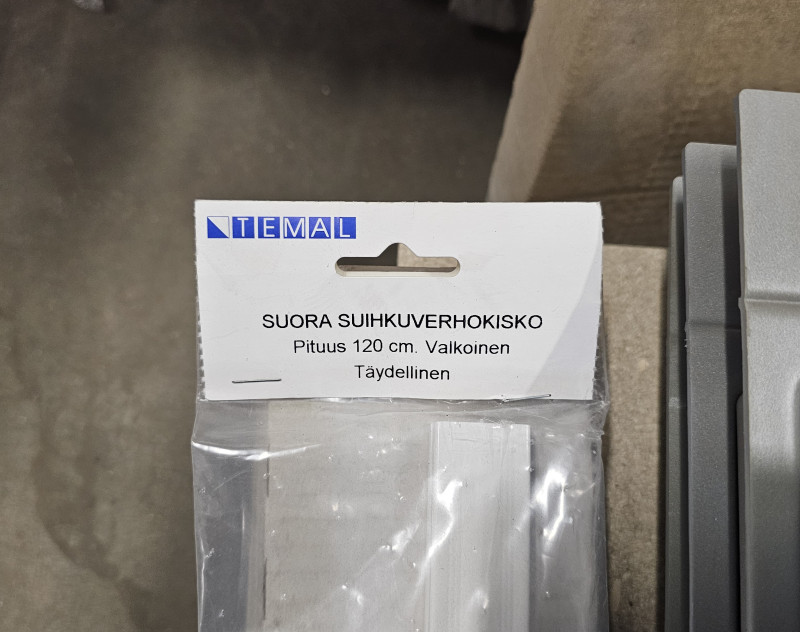 TEMAL
SUORA SUIHKUVERHOKISKO
Pituus 120 cm. Valkoinen
Täydellinen